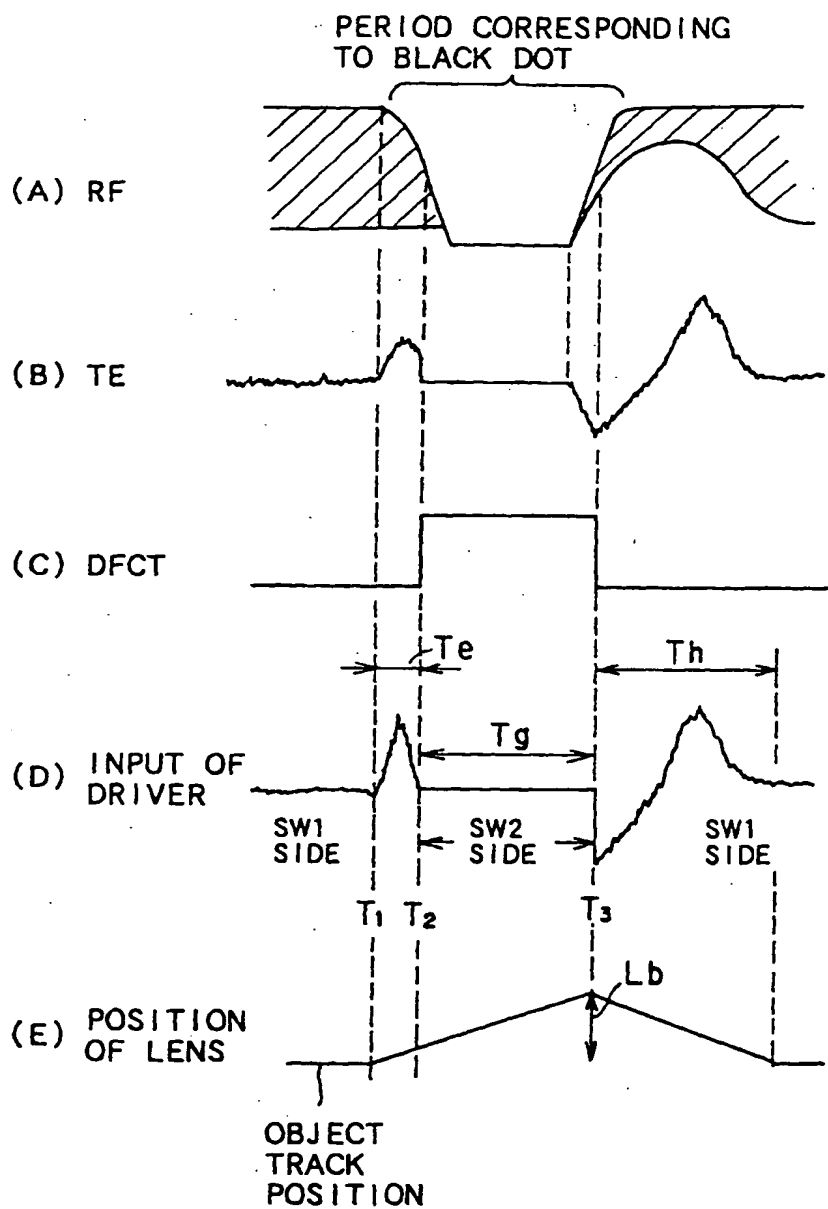 PERIOD CORRESPONDING
TO BLACK DOT
(A) RF
(B) TE
(C) DFCT
Te
Th
Tg
(D) INPUT OF
DRIVER
SW1
SIDE
SW2
SIDE
SW1
SIDE
T1 T2 T3
Lb
(E) POSITION
OF LENS
OBJECT
TRACK
POSITION